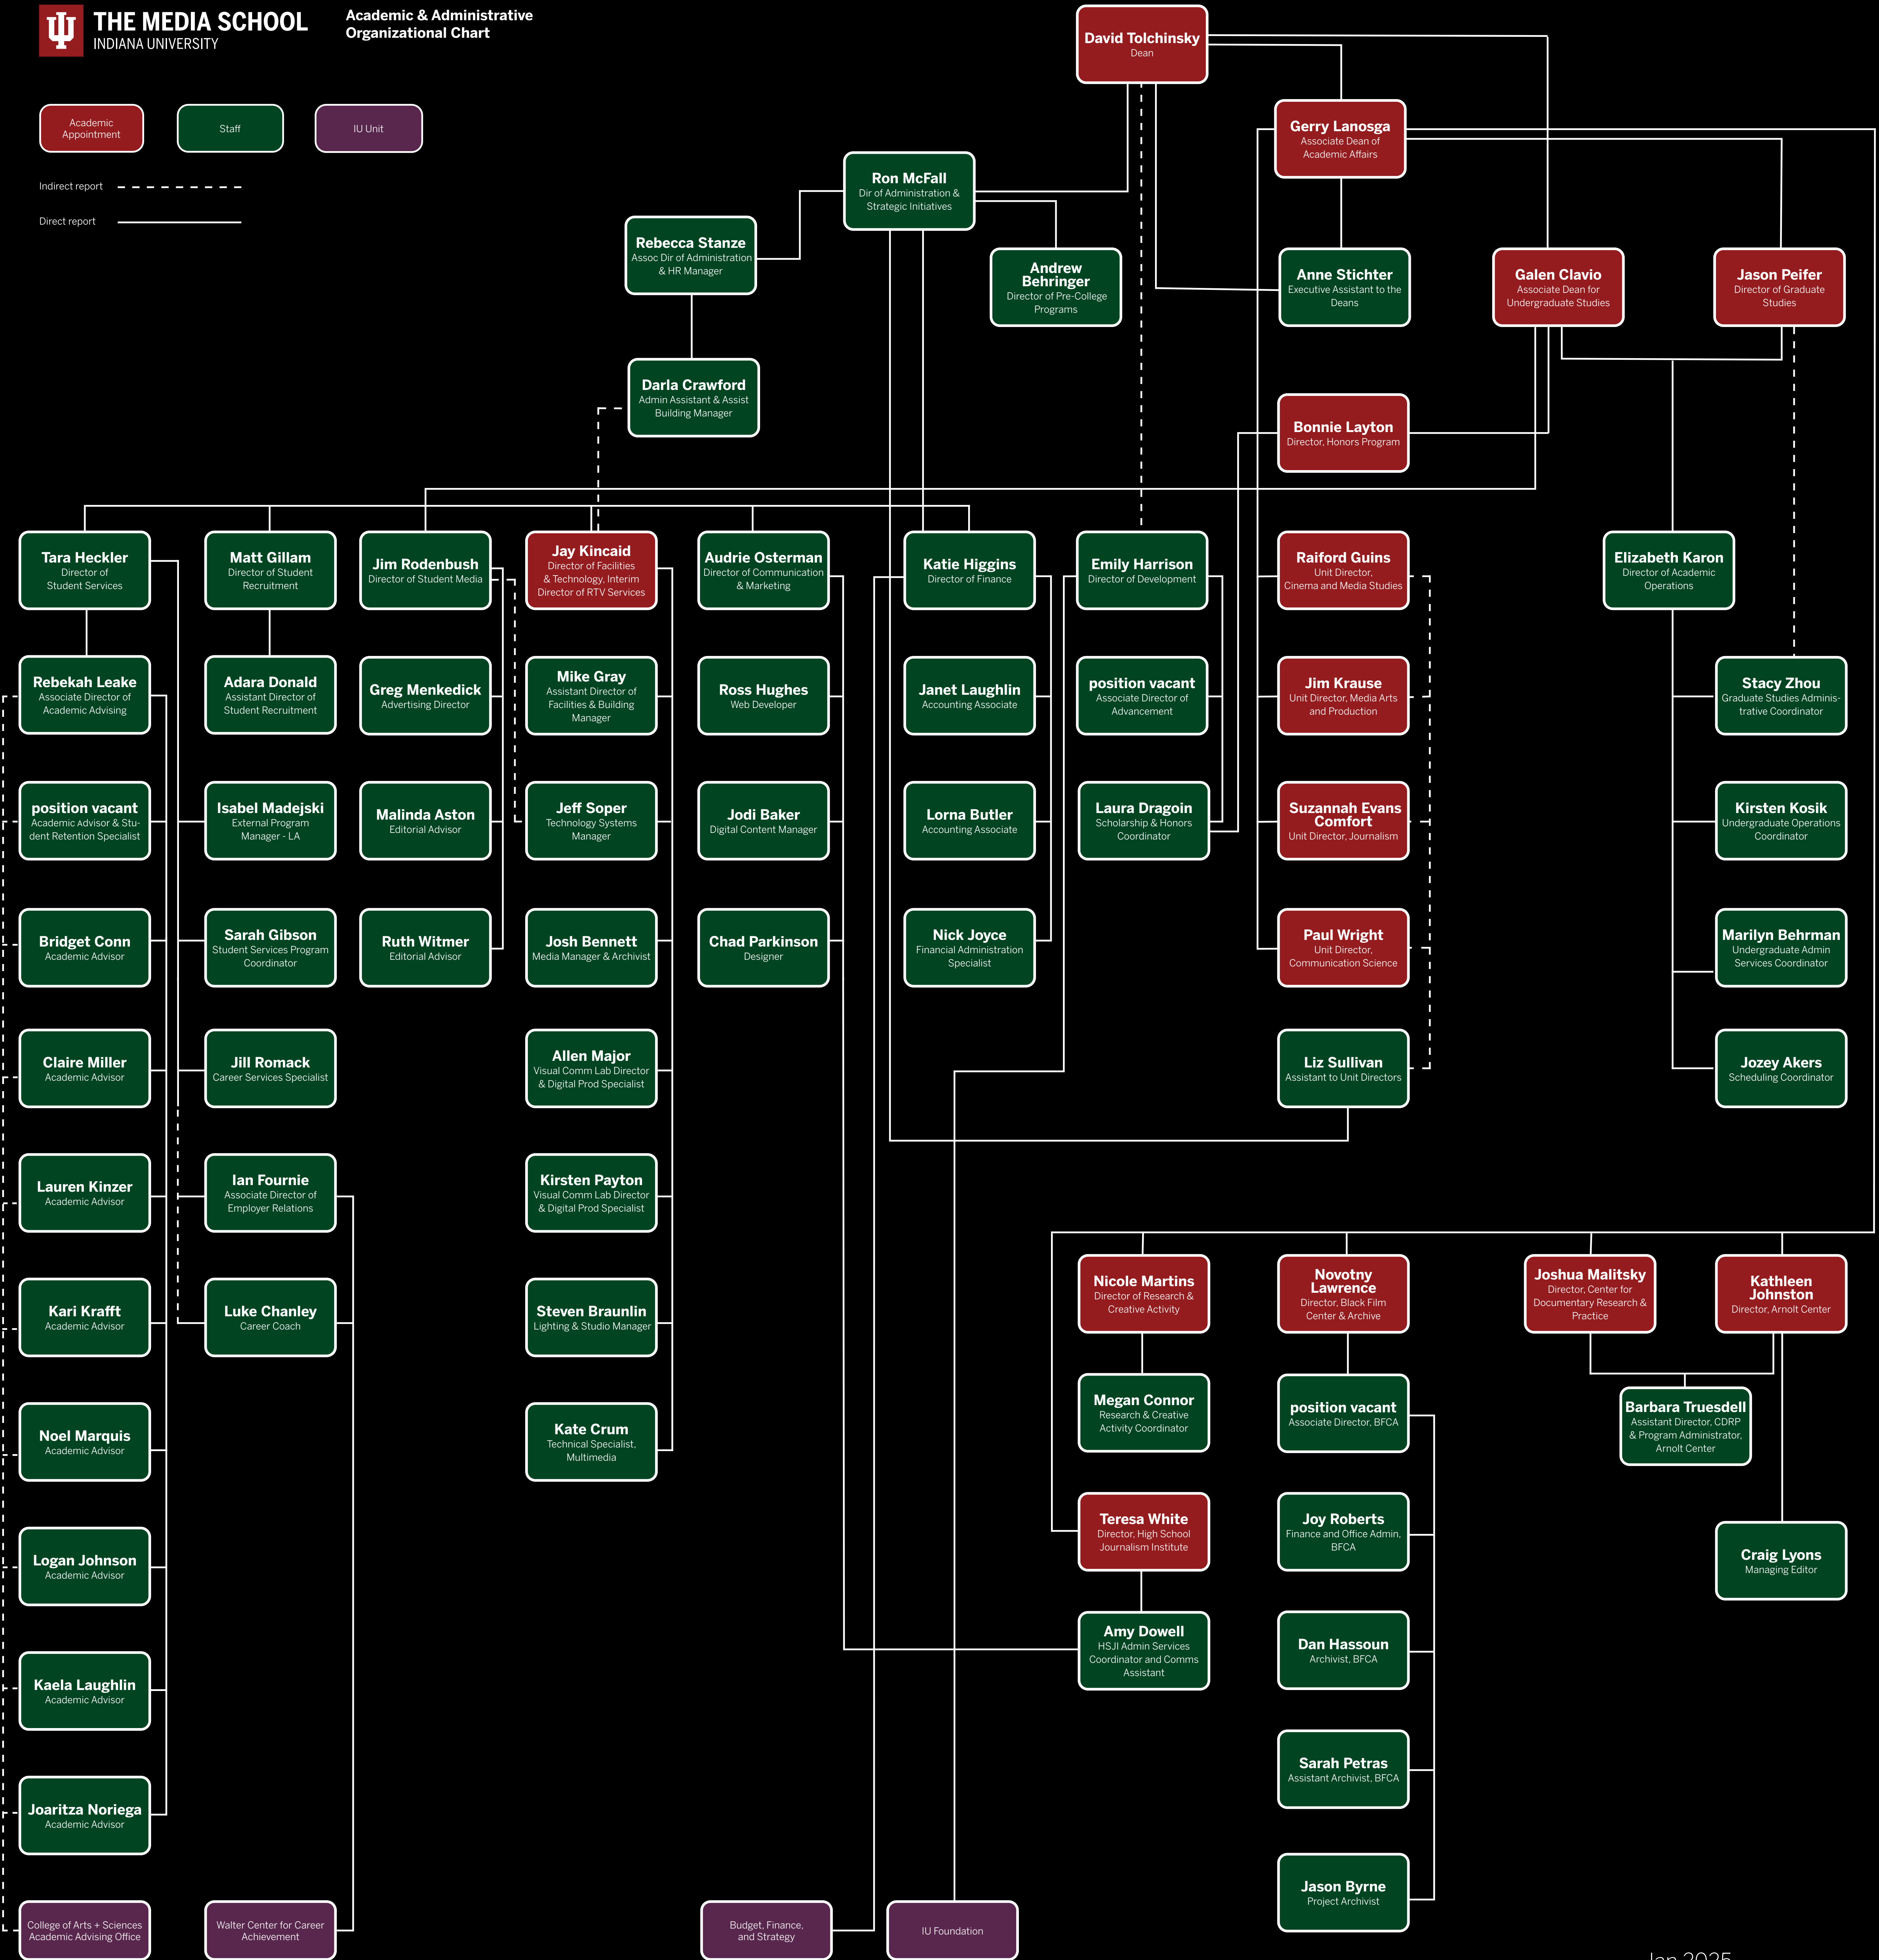 THE MEDIA SCHOOL
INDIANA UNIVERSITY
Academic & Administrative
Organizational Chart
Academic
Appointment
Staff
IU Unit
Indirect report
Direct report
David Tolchinsky
Dean
Gerry Lanosga
Associate Dean of
Academic Affairs
Ron McFall
Dir of Administration &
Strategic Initiatives
Rebecca Stanze
Assoc Dir of Administration
& HR Manager
Andrew
Behringer
Director of Pre-College
Programs
Anne Stichter
Executive Assistant to the
Deans
Galen Clavio
Associate Dean for
Undergraduate Studies
Jason Peifer
Director of Graduate
Studies
Darla Crawford
Admin Assistant & Assist
Building Manager
Bonnie Layton
Director, Honors Program
Tara Heckler
Director of
Student Services
Matt Gillam
Director of Student
Recruitment
Jim Rodenbush
Director of Student Media
Jay Kincaid
Director of Facilities
& Technology, Interim
Director of RTV Services
Audrie Osterman
Director of Communication
& Marketing
Katie Higgins
Director of Finance
Emily Harrison
Director of Development
Raiford Guins
Unit Director,
Cinema and Media Studies
Elizabeth Karon
Director of Academic
Operations
Rebekah Leake
Associate Director of
Academic Advising
Adara Donald
Assistant Director of
Student Recruitment
Greg Menkedick
Advertising Director
Mike Gray
Assistant Director of
Facilities & Building
Manager
Ross Hughes
Web Developer
Janet Laughlin
Accounting Associate
position vacant
Associate Director of
Advancement
Jim Krause
Unit Director, Media Arts
and Production
Stacy Zhou
Graduate Studies Adminis-
trative Coordinator
position vacant
Academic Advisor & Stu-
dent Retention Specialist
Isabel Madejski
External Program
Manager - LA
Malinda Aston
Editorial Advisor
Jeff Soper
Technology Systems
Manager
Jodi Baker
Digital Content Manager
Lorna Butler
Accounting Associate
Laura Dragoin
Scholarship & Honors
Coordinator
Suzannah Evans
Comfort
Unit Director, Journalism
Kirsten Kosik
Undergraduate Operations
Coordinator
Bridget Conn
Academic Advisor
Sarah Gibson
Student Services Program
Coordinator
Ruth Witmer
Editorial Advisor
Josh Bennett
Media Manager & Archivist
Chad Parkinson
Designer
Nick Joyce
Financial Administration
Specialist
Paul Wright
Unit Director,
Communication Science
Marilyn Behrman
Undergraduate Admin
Services Coordinator
Claire Miller
Academic Advisor
Jill Romack
Career Services Specialist
Allen Major
Visual Comm Lab Director
& Digital Prod Specialist
Liz Sullivan
Assistant to Unit Directors
Jozey Akers
Scheduling Coordinator
Lauren Kinzer
Academic Advisor
Ian Fournie
Associate Director of
Employer Relations
Kirsten Payton
Visual Comm Lab Director
& Digital Prod Specialist
Kari Krafft
Academic Advisor
Luke Chanley
Career Coach
Steven Braunlin
Lighting & Studio Manager
Nicole Martins
Director of Research &
Creative Activity
Novotny
Lawrence
Director, Black Film
Center & Archive
Joshua Malitsky
Director, Center for
Documentary Research &
Practice
Kathleen
Johnston
Director, Arnolt Center
Noel Marquis
Academic Advisor
Kate Crum
Technical Specialist,
Multimedia
Megan Connor
Research & Creative
Activity Coordinator
position vacant
Associate Director, BFCA
Barbara Truesdell
Assistant Director, CDRP
& Program Administrator,
Arnolt Center
Logan Johnson
Academic Advisor
Teresa White
Director, High School
Journalism Institute
Joy Roberts
Finance and Office Admin,
BFCA
Craig Lyons
Managing Editor
Kaela Laughlin
Academic Advisor
Amy Dowell
HSJI Admin Services
Coordinator and Comms
Assistant
Dan Hassoun
Archivist, BFCA
Joaritza Noriega
Academic Advisor
Sarah Petras
Assistant Archivist, BFCA
Jason Byrne
Project Archivist
College of Arts + Sciences
Academic Advising Office
Walter Center for Career
Achievement
Budget, Finance,
and Strategy
IU Foundation
Jan 2025